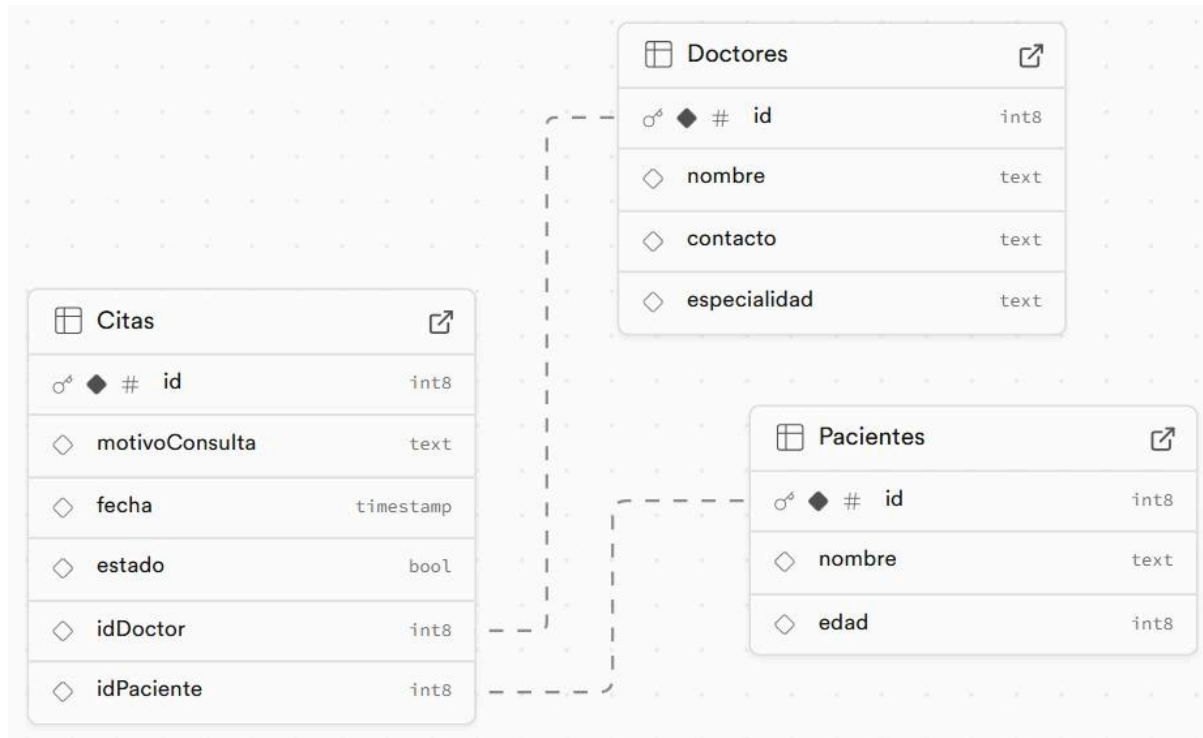 Doctores
# id int8
nombre text
contacto text
especialidad text
Citas
# id int8
motivoConsulta text
fecha timestamp
estado bool
idDoctor int8
idPaciente int8
Pacientes
# id int8
nombre text
edad int8